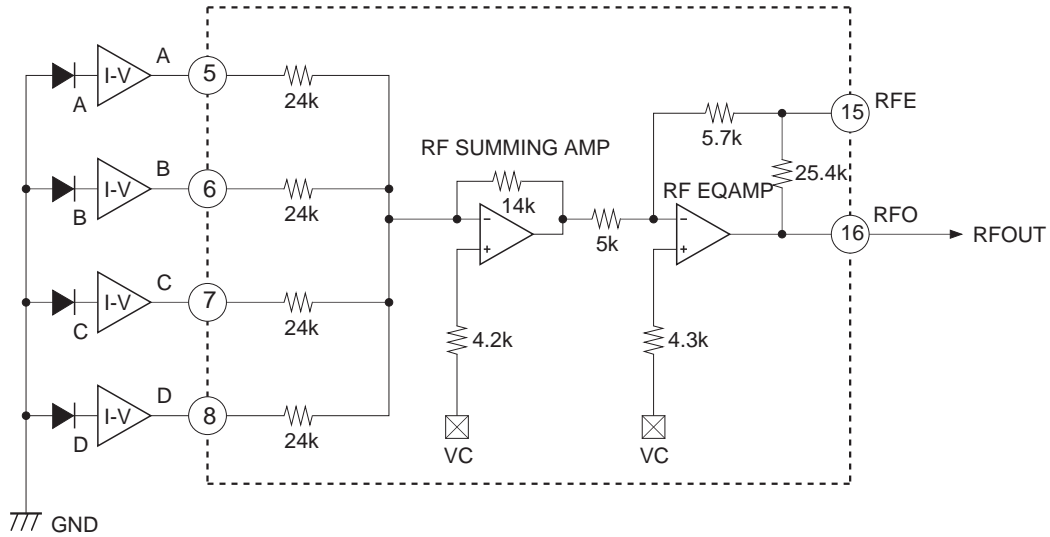 A
I-V
5
A
24k
15
RFE
5.7k
RF SUMMING AMP
B
I-V
6
B
24k
14k
RF EQAMP
25.4k
−
+
5k
−
+
16
RFO
RFOUT
C
I-V
7
C
24k
4.2k
4.3k
D
I-V
8
D
24k
VC
VC
GND